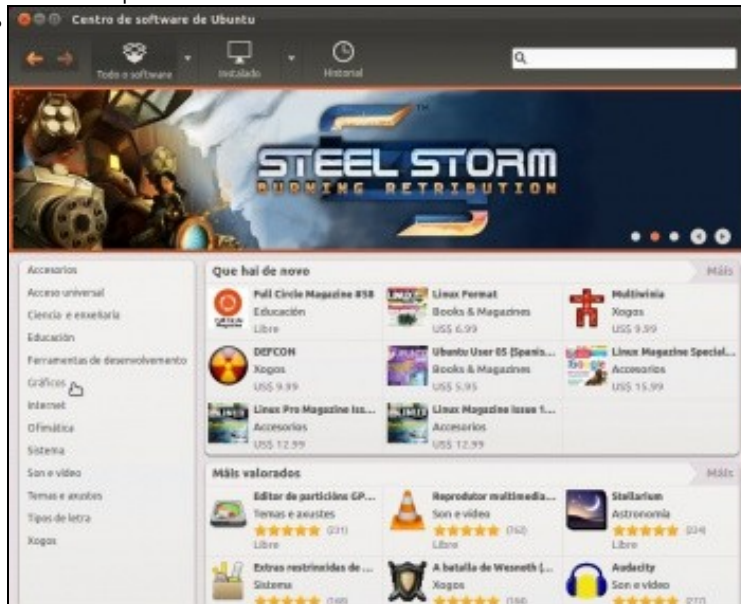 Centro de software de Ubuntu
Todo o software
Instalado
Historial
STEEL STORM
BURNING RETRIBUTION
Accesorios
Acceso universal
Ciencia e enxeñaría
Educación
Ferramentas de desenvolvemento
Gráficos
Internet
Ofimática
Sistema
Son e vídeo
Temas e axustes
Tipos de letra
Xogos
Que hai de novo
Máis
Full Circle Magazine #58
Educación
Libre
Linux Format
Books & Magazines
US$ 6.99
Multiwinia
Xogos
US$ 9.99
DEFCON
Xogos
US$ 9.99
Ubuntu User 05 (Spanis...
Books & Magazines
US$ 5.95
Linux Magazine Special...
Accesorios
US$ 15.99
Linux Pro Magazine Iss...
Accesorios
US$ 12.99
Linux Magazine Issue 1...
Accesorios
US$ 12.99
Máis valorados
Máis
Editor de particións GP...
Temas e axustes
(231)
Libre
Reprodutor multimedia...
Son e vídeo
(762)
Libre
Stellarium
Astronomía
(234)
Libre
Extras restrinxidas de ...
Sistema
A batalla de Wesnoth (...
Xogos
Audacity
Son e vídeo
(277)